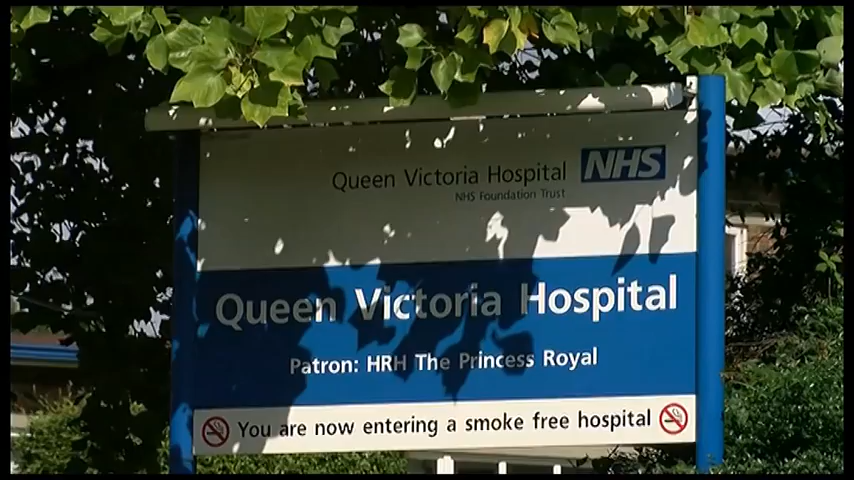 Queen Victoria Hospital NHS
NHS Foundation Trust
Queen Victoria Hospital
Patron: HRH The Princess Royal
You are now entering a smoke free hospital